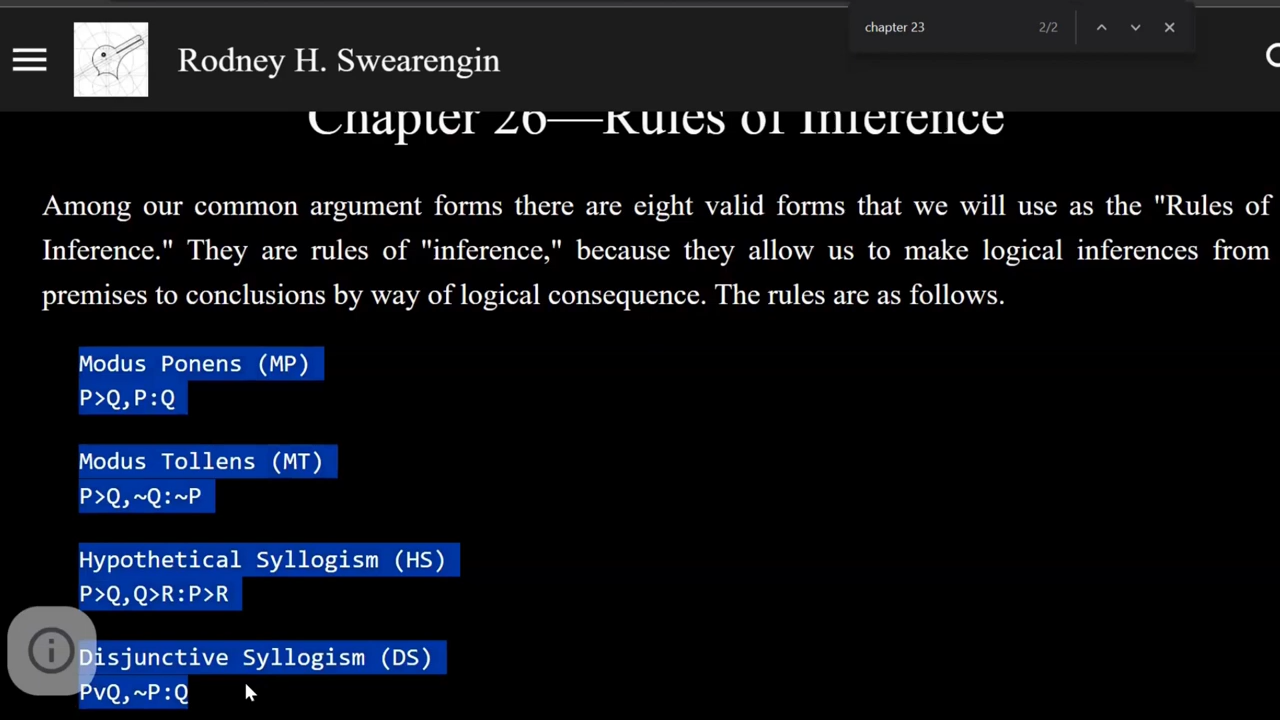 chapter 23 2/2
Rodney H. Swearengin
Chapter 26—Rules of Inference
Among our common argument forms there are eight valid forms that we will use as the "Rules of
Inference." They are rules of "inference," because they allow us to make logical inferences from
premises to conclusions by way of logical consequence. The rules are as follows.
Modus Ponens (MP)
P>Q,P:Q
Modus Tollens (MT)
P>Q,~Q:~P
Hypothetical Syllogism (HS)
P>Q,Q>R:P>R
Disjunctive Syllogism (DS)
PvQ,~P:Q